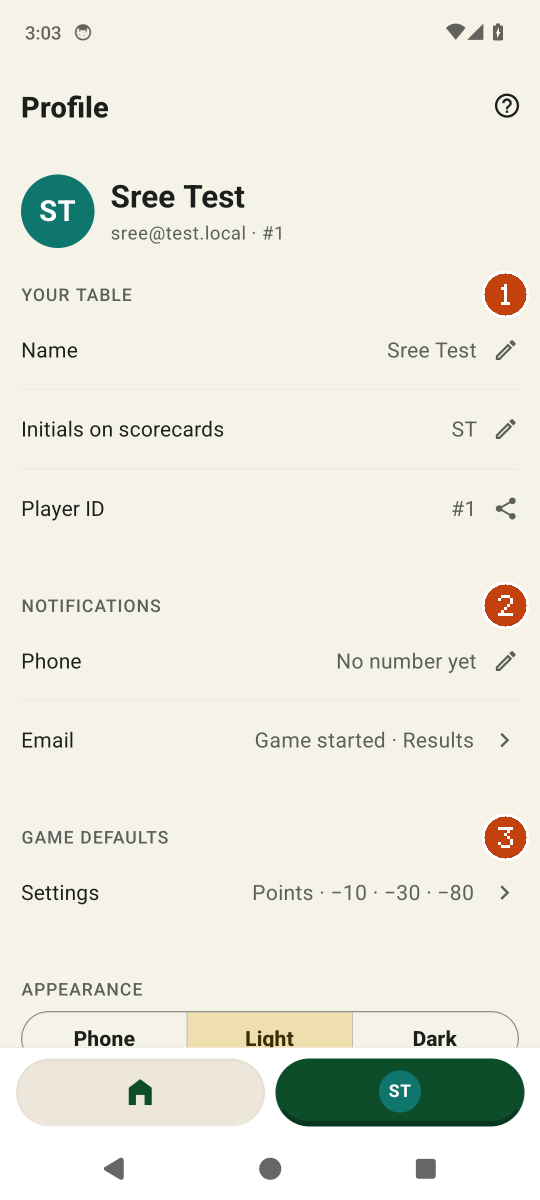 3:03
Profile
ST
Sree Test
sree@test.local · #1
YOUR TABLE 1
Name Sree Test
Initials on scorecards ST
Player ID #1
NOTIFICATIONS 2
Phone No number yet
Email Game started · Results
GAME DEFAULTS 3
Settings Points · −10 · −30 · −80
APPEARANCE
Phone Light Dark
ST